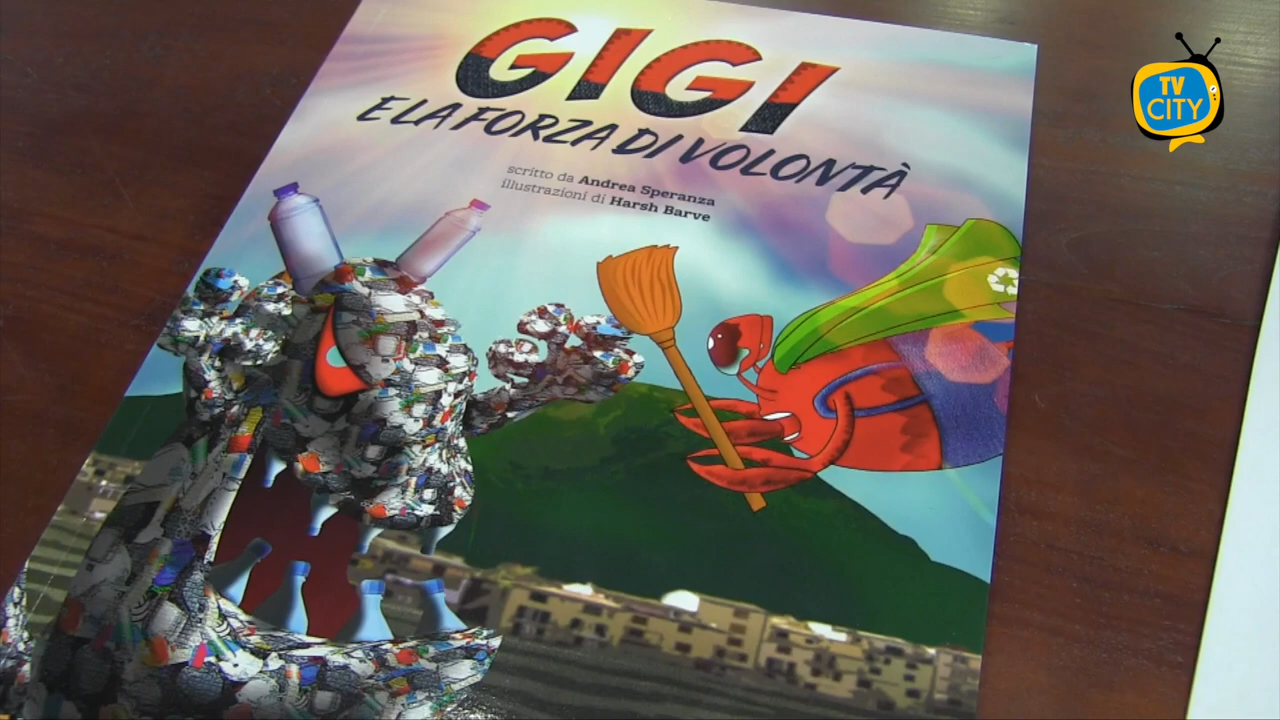 GIGI
E LA FORZA DI VOLONTÀ
scritto da Andrea Speranza
illustrazioni di Harsh Barve
TV
CITY